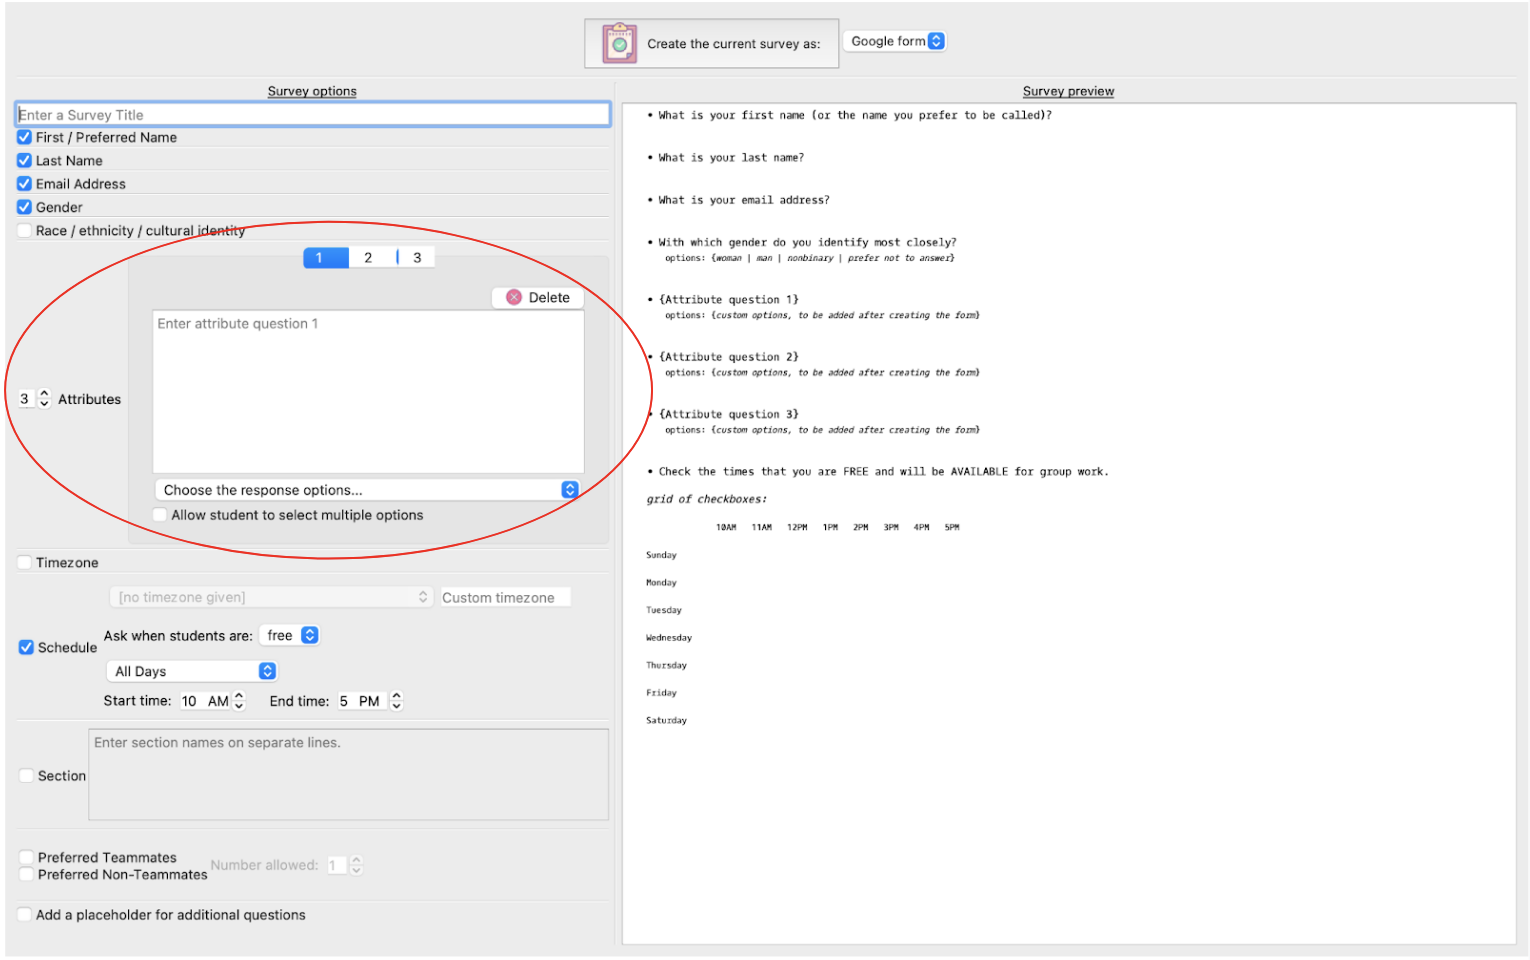 Create the current survey as: Google form
Survey options
Enter a Survey Title
First / Preferred Name
Last Name
Email Address
Gender
Race / ethnicity / cultural identity
1 2 3
Delete
Enter attribute question 1
3 Attributes
Choose the response options...
Allow student to select multiple options
Timezone
[no timezone given] Custom timezone
Ask when students are: free
Schedule
All Days
Start time: 10 AM End time: 5 PM
Enter section names on separate lines.
Section
Preferred Teammates
Number allowed: 1
Preferred Non-Teammates
Add a placeholder for additional questions
Survey preview
• What is your first name (or the name you prefer to be called)?
• What is your last name?
• What is your email address?
• With which gender do you identify most closely?
options: {woman | man | nonbinary | prefer not to answer}
• {Attribute question 1}
options: {custom options, to be added after creating the form}
• {Attribute question 2}
options: {custom options, to be added after creating the form}
• {Attribute question 3}
options: {custom options, to be added after creating the form}
• Check the times that you are FREE and will be AVAILABLE for group work.
grid of checkboxes:
10AM 11AM 12PM 1PM 2PM 3PM 4PM 5PM
Sunday
Monday
Tuesday
Wednesday
Thursday
Friday
Saturday